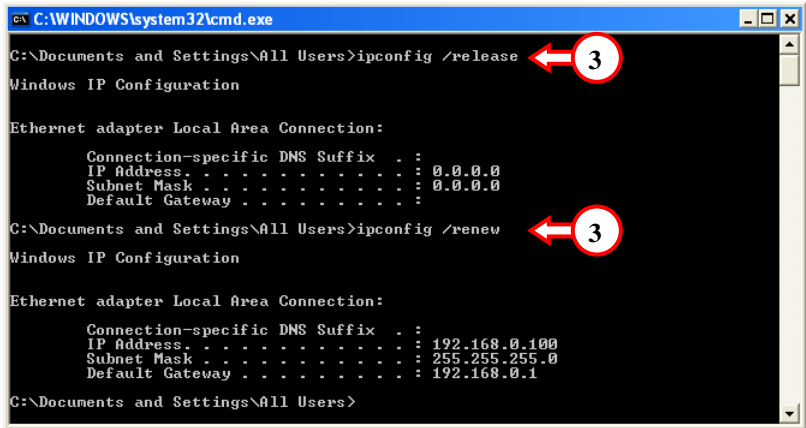 C:\WINDOWS\system32\cmd.exe
C:\Documents and Settings\All Users>ipconfig /release
3
Windows IP Configuration
Ethernet adapter Local Area Connection:
Connection-specific DNS Suffix  . :
IP Address. . . . . . . . . . . . : 0.0.0.0
Subnet Mask . . . . . . . . . . . : 0.0.0.0
Default Gateway . . . . . . . . . :
C:\Documents and Settings\All Users>ipconfig /renew
3
Windows IP Configuration
Ethernet adapter Local Area Connection:
Connection-specific DNS Suffix  . :
IP Address. . . . . . . . . . . . : 192.168.0.100
Subnet Mask . . . . . . . . . . . : 255.255.255.0
Default Gateway . . . . . . . . . : 192.168.0.1
C:\Documents and Settings\All Users>